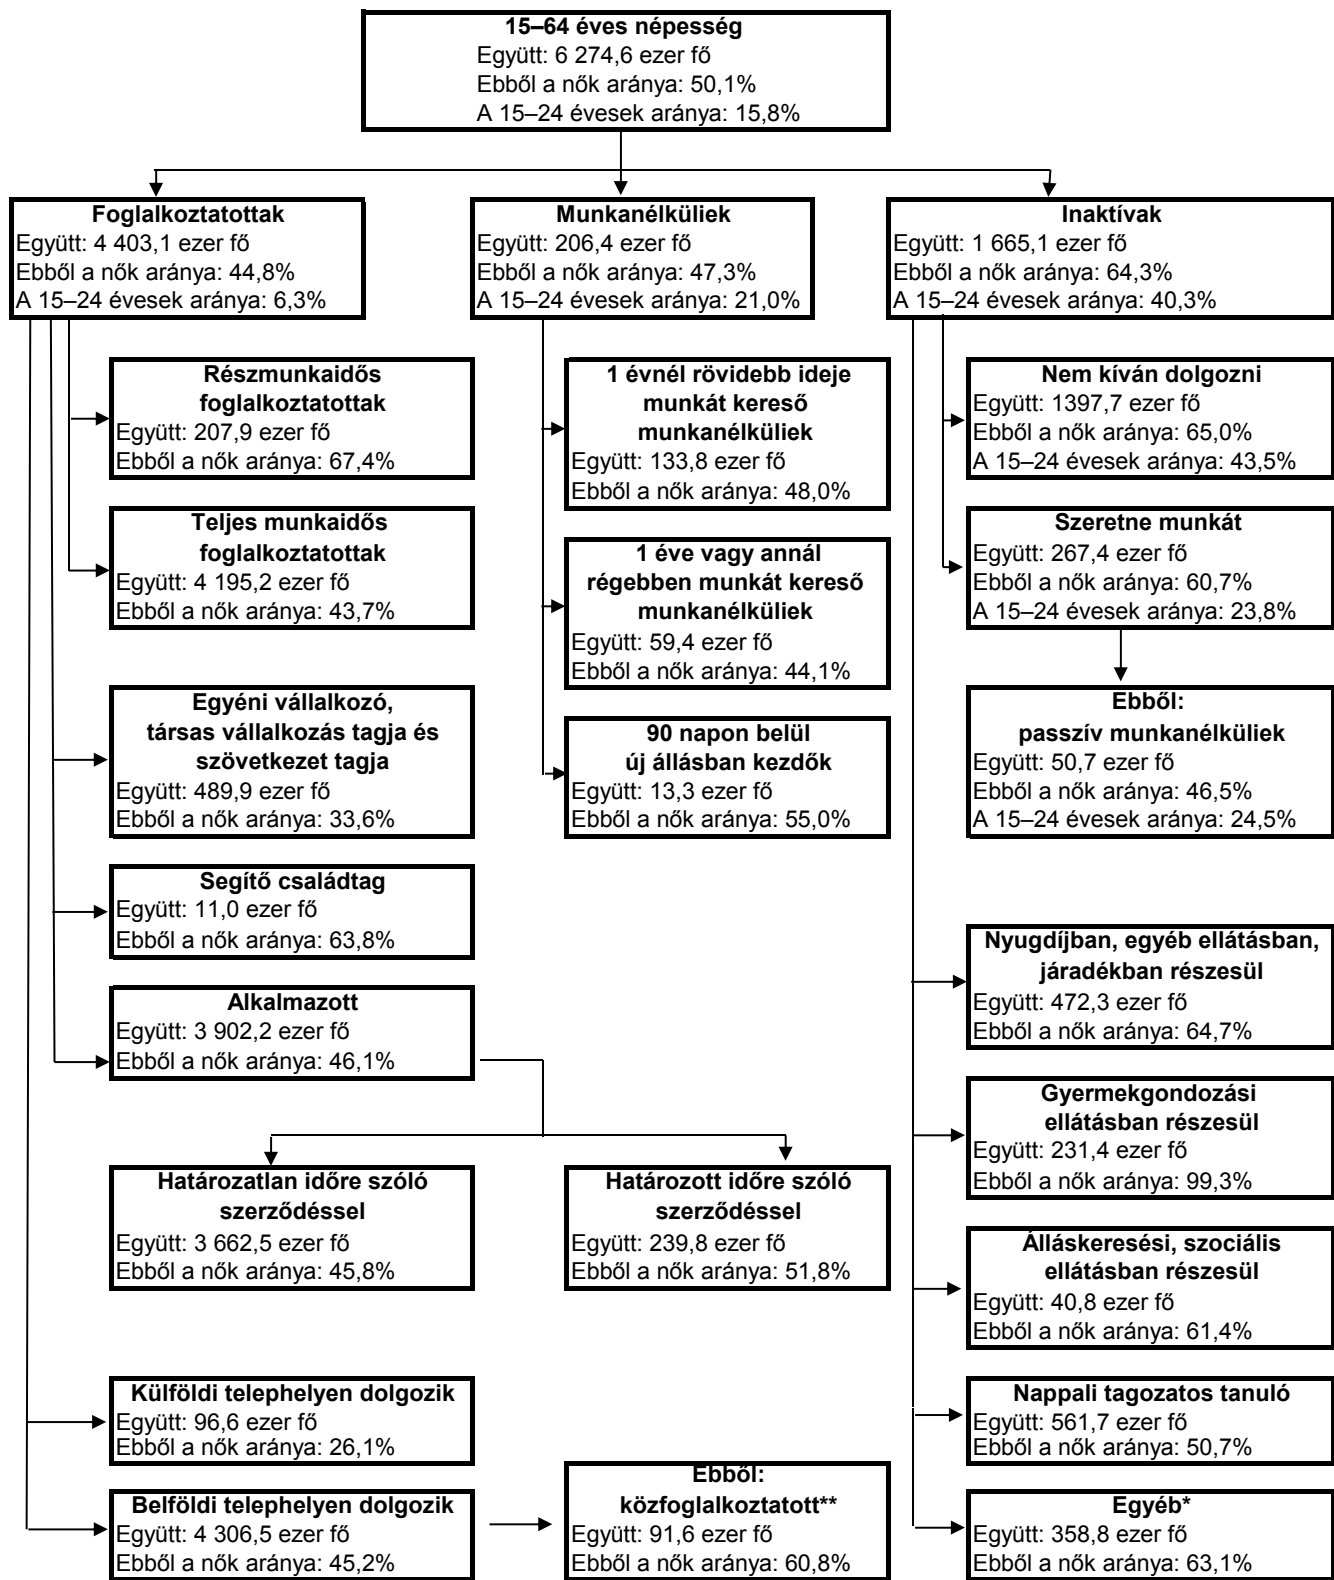 15–64 éves népesség
Együtt: 6 274,6 ezer fő
Ebből a nők aránya: 50,1%
A 15–24 évesek aránya: 15,8%
Foglalkoztatottak
Együtt: 4 403,1 ezer fő
Ebből a nők aránya: 44,8%
A 15–24 évesek aránya: 6,3%
Munkanélküliek
Együtt: 206,4 ezer fő
Ebből a nők aránya: 47,3%
A 15–24 évesek aránya: 21,0%
Inaktívak
Együtt: 1 665,1 ezer fő
Ebből a nők aránya: 64,3%
A 15–24 évesek aránya: 40,3%
Részmunkaidős
foglalkoztatottak
Együtt: 207,9 ezer fő
Ebből a nők aránya: 67,4%
Teljes munkaidős
foglalkoztatottak
Együtt: 4 195,2 ezer fő
Ebből a nők aránya: 43,7%
Egyéni vállalkozó,
társas vállalkozás tagja és
szövetkezet tagja
Együtt: 489,9 ezer fő
Ebből a nők aránya: 33,6%
Segítő családtag
Együtt: 11,0 ezer fő
Ebből a nők aránya: 63,8%
Alkalmazott
Együtt: 3 902,2 ezer fő
Ebből a nők aránya: 46,1%
Határozatlan időre szóló
szerződéssel
Együtt: 3 662,5 ezer fő
Ebből a nők aránya: 45,8%
Határozott időre szóló
szerződéssel
Együtt: 239,8 ezer fő
Ebből a nők aránya: 51,8%
Külföldi telephelyen dolgozik
Együtt: 96,6 ezer fő
Ebből a nők aránya: 26,1%
Belföldi telephelyen dolgozik
Együtt: 4 306,5 ezer fő
Ebből a nők aránya: 45,2%
Ebből:
közfoglalkoztatott**
Együtt: 91,6 ezer fő
Ebből a nők aránya: 60,8%
1 évnél rövidebb ideje
munkát kereső
munkanélküliek
Együtt: 133,8 ezer fő
Ebből a nők aránya: 48,0%
1 éve vagy annál
régebben munkát kereső
munkanélküliek
Együtt: 59,4 ezer fő
Ebből a nők aránya: 44,1%
90 napon belül
új állásban kezdők
Együtt: 13,3 ezer fő
Ebből a nők aránya: 55,0%
Nem kíván dolgozni
Együtt: 1397,7 ezer fő
Ebből a nők aránya: 65,0%
A 15–24 évesek aránya: 43,5%
Szeretne munkát
Együtt: 267,4 ezer fő
Ebből a nők aránya: 60,7%
A 15–24 évesek aránya: 23,8%
Ebből:
passzív munkanélküliek
Együtt: 50,7 ezer fő
Ebből a nők aránya: 46,5%
A 15–24 évesek aránya: 24,5%
Nyugdíjban, egyéb ellátásban,
járadékban részesül
Együtt: 472,3 ezer fő
Ebből a nők aránya: 64,7%
Gyermekgondozási
ellátásban részesül
Együtt: 231,4 ezer fő
Ebből a nők aránya: 99,3%
Álláskeresési, szociális
ellátásban részesül
Együtt: 40,8 ezer fő
Ebből a nők aránya: 61,4%
Nappali tagozatos tanuló
Együtt: 561,7 ezer fő
Ebből a nők aránya: 50,7%
Egyéb*
Együtt: 358,8 ezer fő
Ebből a nők aránya: 63,1%